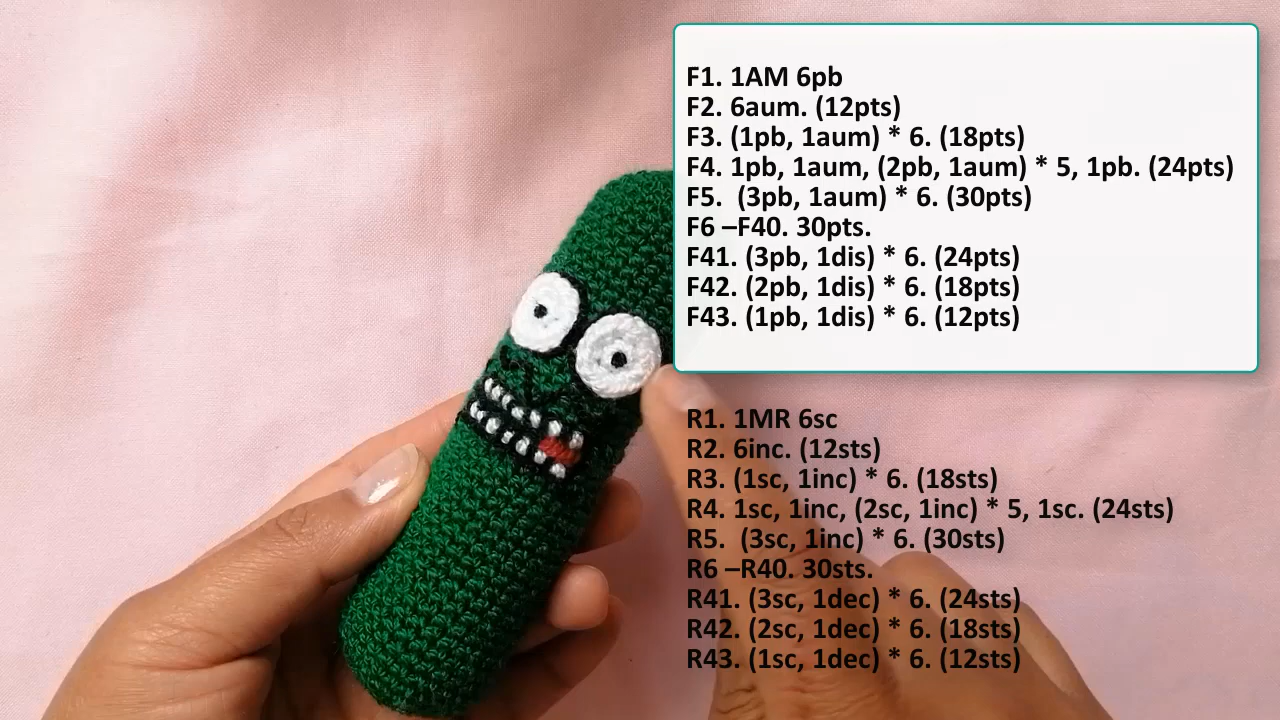 F1. 1AM 6pb
F2. 6aum. (12pts)
F3. (1pb, 1aum) * 6. (18pts)
F4. 1pb, 1aum, (2pb, 1aum) * 5, 1pb. (24pts)
F5.  (3pb, 1aum) * 6. (30pts)
F6 –F40. 30pts.
F41. (3pb, 1dis) * 6. (24pts)
F42. (2pb, 1dis) * 6. (18pts)
F43. (1pb, 1dis) * 6. (12pts)
R1. 1MR 6sc
R2. 6inc. (12sts)
R3. (1sc, 1inc) * 6. (18sts)
R4. 1sc, 1inc, (2sc, 1inc) * 5, 1sc. (24sts)
R5.  (3sc, 1inc) * 6. (30sts)
R6 –R40. 30sts.
R41. (3sc, 1dec) * 6. (24sts)
R42. (2sc, 1dec) * 6. (18sts)
R43. (1sc, 1dec) * 6. (12sts)